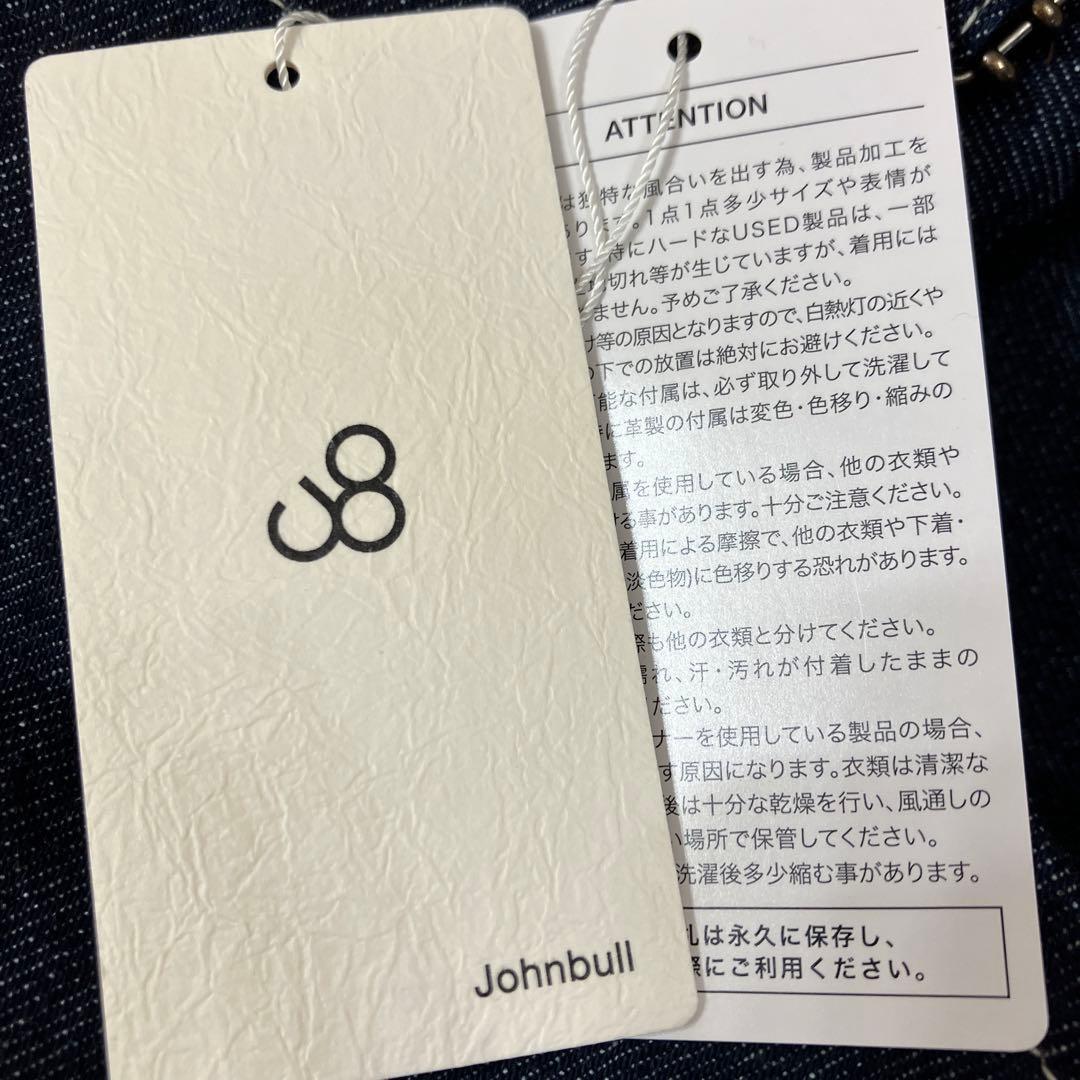 Johnbull
ATTENTION
は独特な風合いを出す為、製品加工を
あります。1点1点多少サイズや表情が
す。特にハードなUSED製品は、一部
切れ等が生じていますが、着用には
ません。予めご了承ください。
け等の原因となりますので、白熱灯の近くや
の下での放置は絶対にお避けください。
可能な付属は、必ず取り外して洗濯して
特に革製の付属は変色・色移り・縮みの
ます。
属を使用している場合、他の衣類や
ける事があります。十分ご注意ください。
着用による摩擦で、他の衣類や下着・
淡色物)に色移りする恐れがあります。
ださい。
際も他の衣類と分けてください。
濡れ、汗・汚れが付着したままの
ださい。
ナーを使用している製品の場合、
す原因になります。衣類は清潔な
後は十分な乾燥を行い、風通しの
い場所で保管してください。
洗濯後多少縮む事があります。
札は永久に保存し、
際にご利用ください。